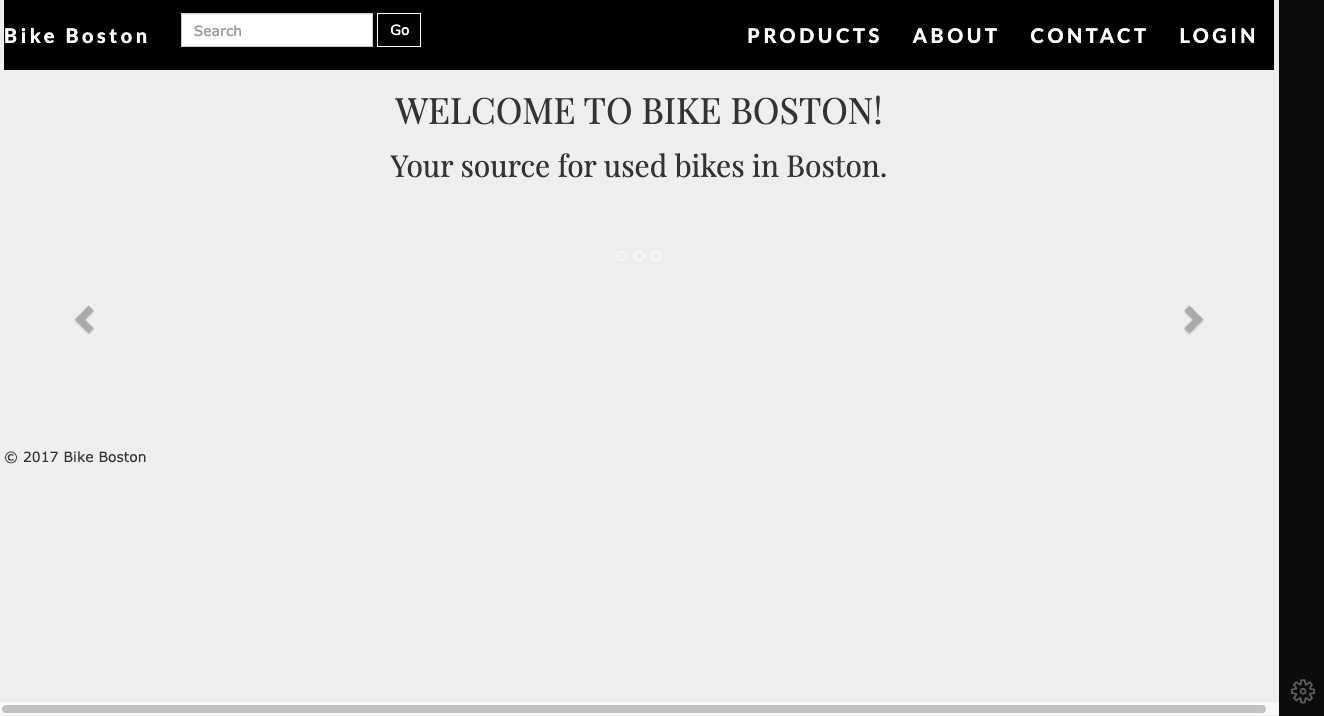 Bike Boston Search Go PRODUCTS ABOUT CONTACT LOGIN
WELCOME TO BIKE BOSTON!
Your source for used bikes in Boston.
© 2017 Bike Boston